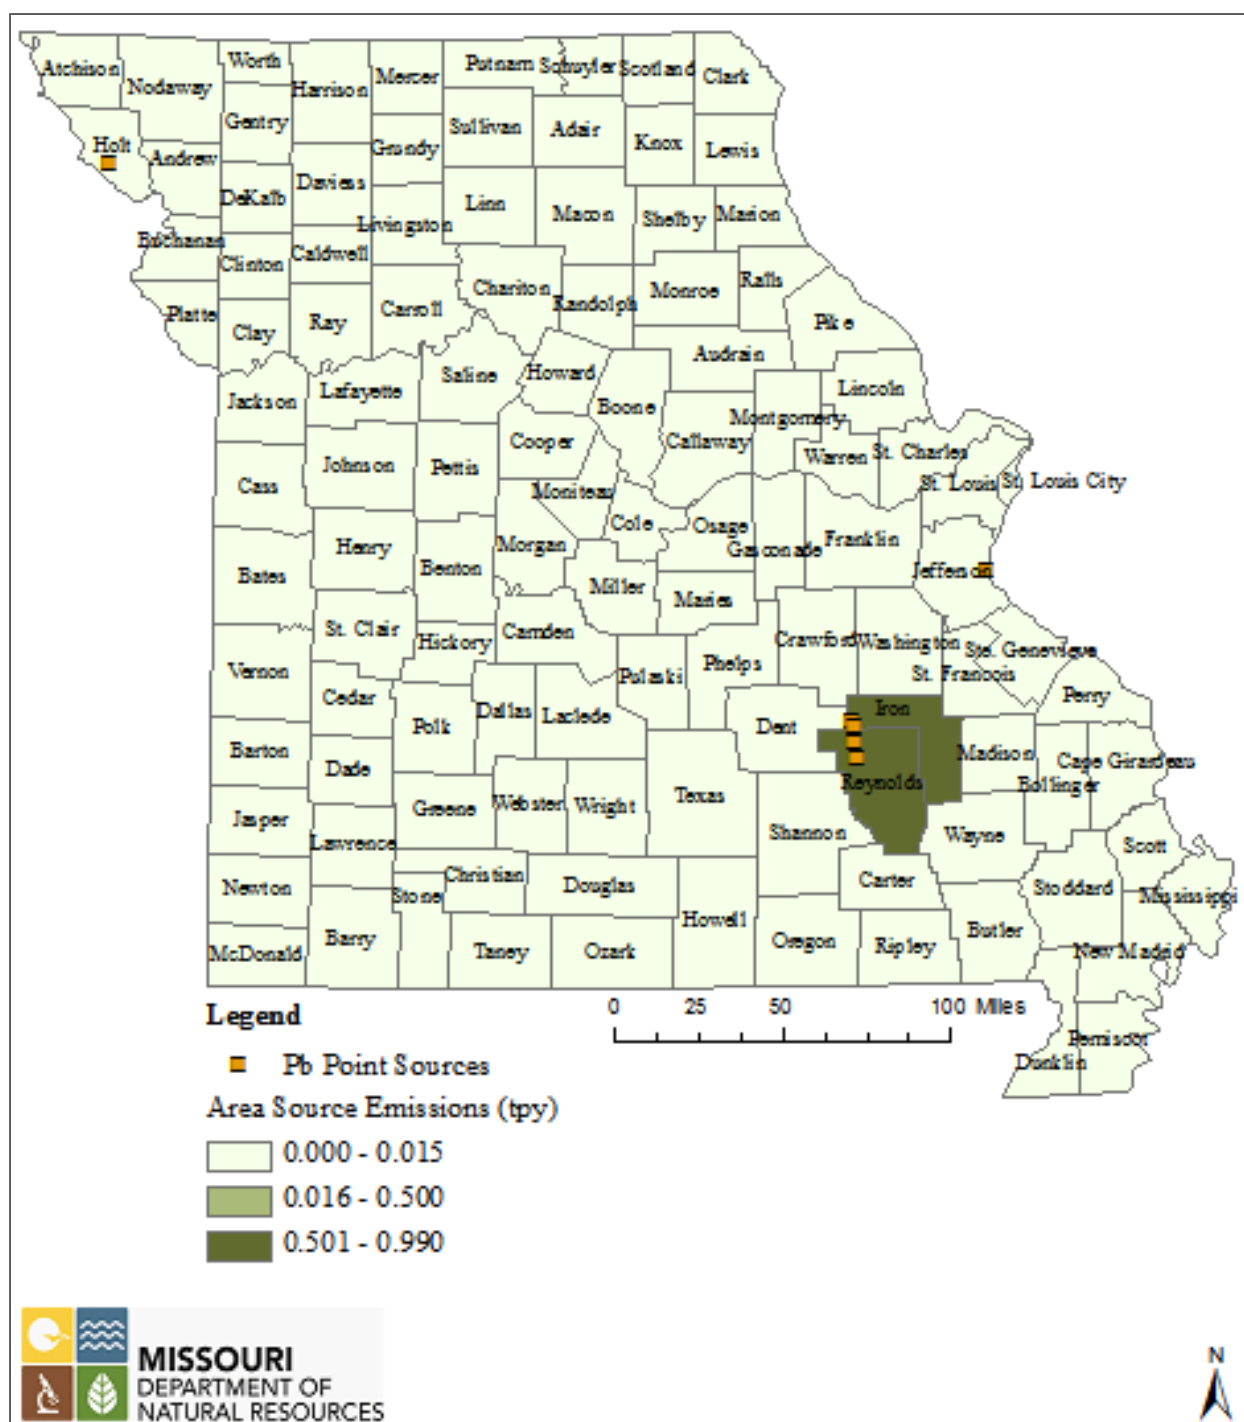 Atchison Nodaway Worth Harrison Mercer Putnam Schuyler Scotland Clark
Holt Andrew Gentry Grundy Sullivan Adair Knox Lewis
DeKalb Daviess Livingston Linn Macon Shelby Marion
Buchanan Clinton Caldwell Chariton Randolph Monroe Ralls
Platte Clay Ray Carroll Pike
Jackson Lafayette Saline Howard Boone Audrain Lincoln
Johnson Pettis Cooper Callaway Montgomery Warren St. Charles
Cass Moniteau St. Louis St. Louis City
Henry Benton Morgan Cole Osage Gasconade Franklin
Bates Miller Maries Jefferson
St. Clair Hickory Camden Crawford Washington Ste. Genevieve
Vernon Cedar Pulaski Phelps St. Francois Perry
Polk Dallas Laclede Dent Iron
Barton Dade Madison Cape Girardeau
Greene Webster Wright Texas Reynolds Bollinger
Jasper Lawrence Shannon Wayne Scott
Newton Stone Christian Douglas Carter Stoddard Mississippi
McDonald Barry Taney Ozark Howell Oregon Ripley Butler New Madrid
Dunklin Pemiscot
0 25 50 100 Miles
Legend
Pb Point Sources
Area Source Emissions (tpy)
0.000 - 0.015
0.016 - 0.500
0.501 - 0.990
MISSOURI
DEPARTMENT OF
NATURAL RESOURCES
N